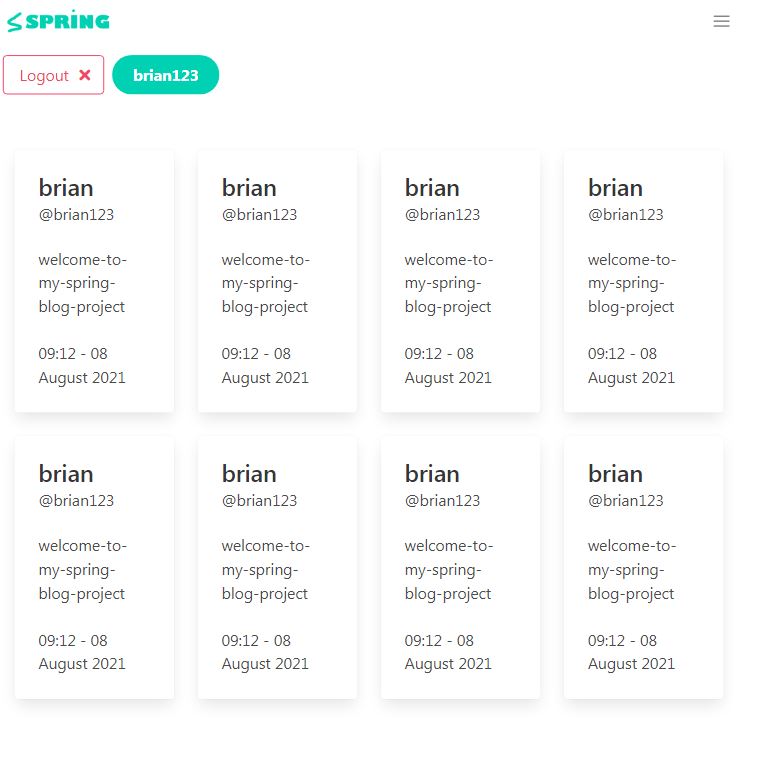 SPRING
Logout
brian123
brian
@brian123
welcome-to-
my-spring-
blog-project
09:12 - 08
August 2021
brian
@brian123
welcome-to-
my-spring-
blog-project
09:12 - 08
August 2021
brian
@brian123
welcome-to-
my-spring-
blog-project
09:12 - 08
August 2021
brian
@brian123
welcome-to-
my-spring-
blog-project
09:12 - 08
August 2021
brian
@brian123
welcome-to-
my-spring-
blog-project
09:12 - 08
August 2021
brian
@brian123
welcome-to-
my-spring-
blog-project
09:12 - 08
August 2021
brian
@brian123
welcome-to-
my-spring-
blog-project
09:12 - 08
August 2021
brian
@brian123
welcome-to-
my-spring-
blog-project
09:12 - 08
August 2021